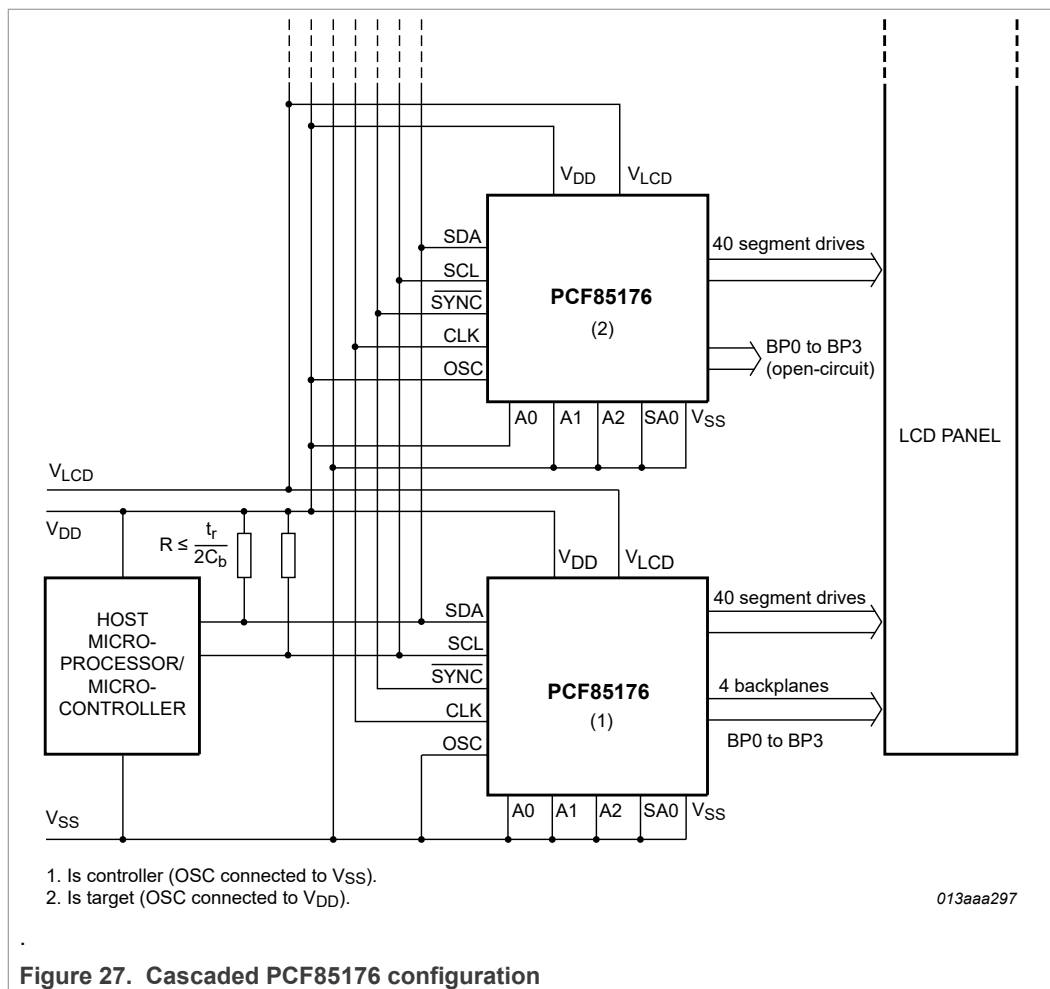 VDD
VLCD
SDA
SCL
SYNC
CLK
OSC
PCF85176
(2)
40 segment drives
BP0 to BP3
(open-circuit)
A0
A1
A2
SA0
VSS
LCD PANEL
VLCD
VDD
R ≤ tr/2Cb
VDD
VLCD
HOST
MICRO-
PROCESSOR/
MICRO-
CONTROLLER
SDA
SCL
SYNC
CLK
OSC
PCF85176
(1)
40 segment drives
4 backplanes
BP0 to BP3
VSS
A0
A1
A2
SA0
VSS
1. Is controller (OSC connected to VSS).
2. Is target (OSC connected to VDD).
013aaa297
.
Figure 27. Cascaded PCF85176 configuration